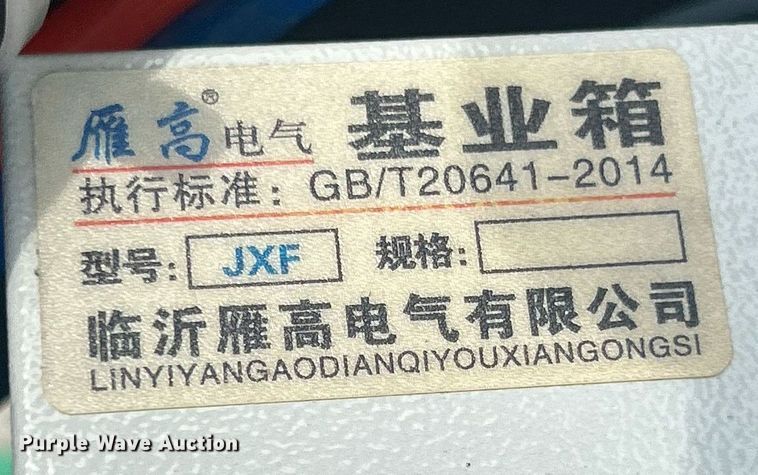 雁高®电气 基业箱
执行标准: GB/T20641-2014
型号: JXF 规格:
临沂雁高电气有限公司
LINYIYANGAODIANQIYOUXIANGONGSI
Purple Wave Auction